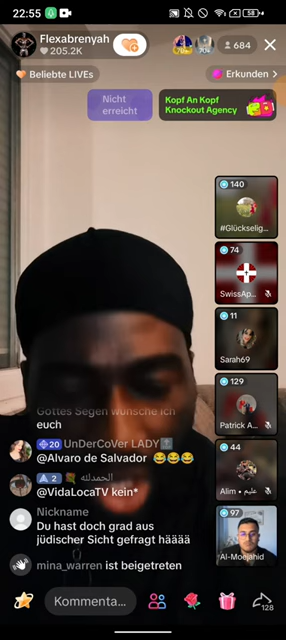 22:55
58
Flexabrenyah
205.2K
684
Beliebte LIVEs
Erkunden >
Nicht
erreicht
Kopf An Kopf
Knockout Agency
140
#Glückselig...
74
SwissAp...
11
Sarah69
129
Patrick A...
44
Alim • عليم
97
Al-Moejahid
Gottes Segen wünsche ich
euch
20 UnDerCoVer LADY
@Alvaro de Salvador
2 الحمدلله
@VidaLocaTV kein*
Nickname
Du hast doch grad aus
jüdischer Sicht gefragt hääää
mina_warren ist beigetreten
Kommenta...
128